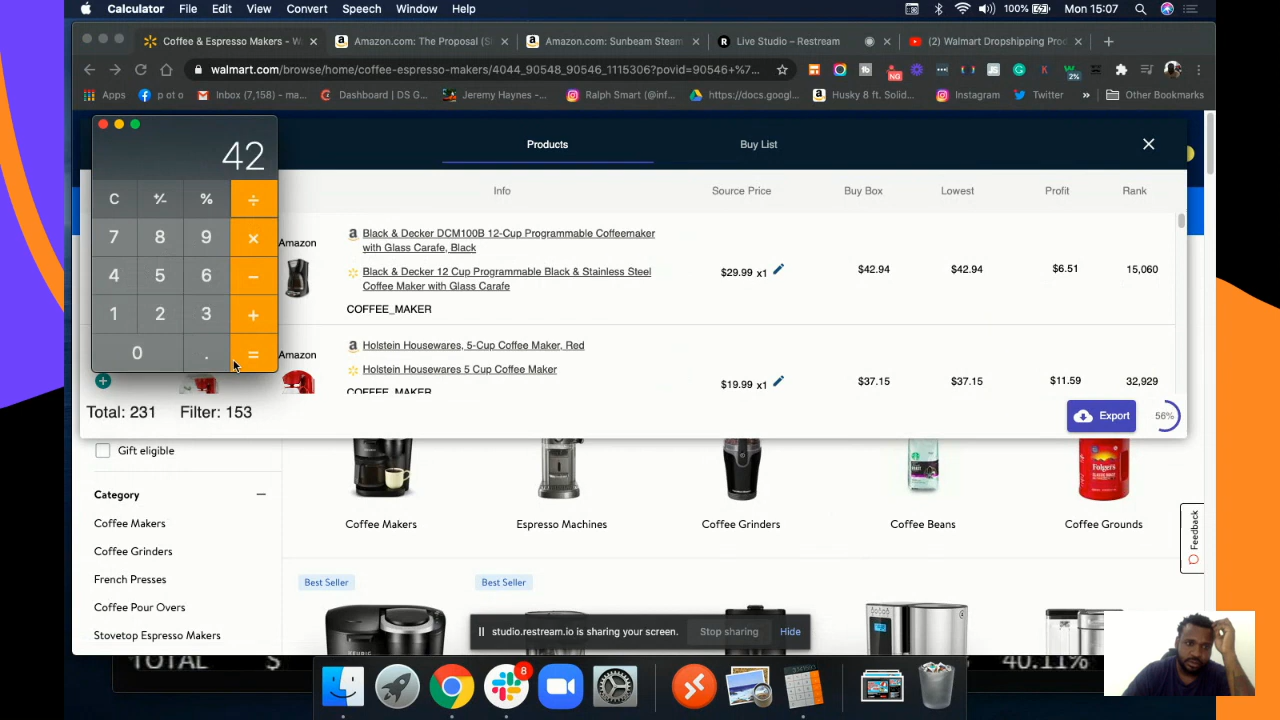 Calculator File Edit View Convert Speech Window Help 100% Mon 15:07
Coffee & Espresso Makers - W Amazon.com: The Proposal (S Amazon.com: Sunbeam Steam Live Studio – Restream (2) Walmart Dropshipping Prod
walmart.com/browse/home/coffee-espresso-makers/4044_90548_90546_1115306?povid=90546+%7... NG 2%
Apps p ot o Inbox (7,158) - ma... Dashboard | DS G... Jeremy Haynes -... Ralph Smart (@inf... https://docs.googl... Husky 8 ft. Solid... Instagram Twitter » Other Bookmarks
42
Products Buy List
C +/- % ÷
Info Source Price Buy Box Lowest Profit Rank
7 8 9 ×
Amazon
Black & Decker DCM100B 12-Cup Programmable Coffeemaker
with Glass Carafe, Black
4 5 6 −
Black & Decker 12 Cup Programmable Black & Stainless Steel
Coffee Maker with Glass Carafe
$29.99 x1 $42.94 $42.94 $6.51 15,060
1 2 3 +
COFFEE_MAKER
0 . =
Amazon
Holstein Housewares, 5-Cup Coffee Maker, Red
Holstein Housewares 5 Cup Coffee Maker
$19.99 x1 $37.15 $37.15 $11.59 32,929
COFFEE_MAKER
Total: 231 Filter: 153
Export 56%
Gift eligible
Category
Coffee Makers
Coffee Grinders
French Presses
Coffee Pour Overs
Stovetop Espresso Makers
Coffee Makers Espresso Machines Coffee Grinders Coffee Beans Coffee Grounds
Folgers
Feedback
Best Seller Best Seller
studio.restream.io is sharing your screen. Stop sharing Hide
TOTAL $ 40.11%
8